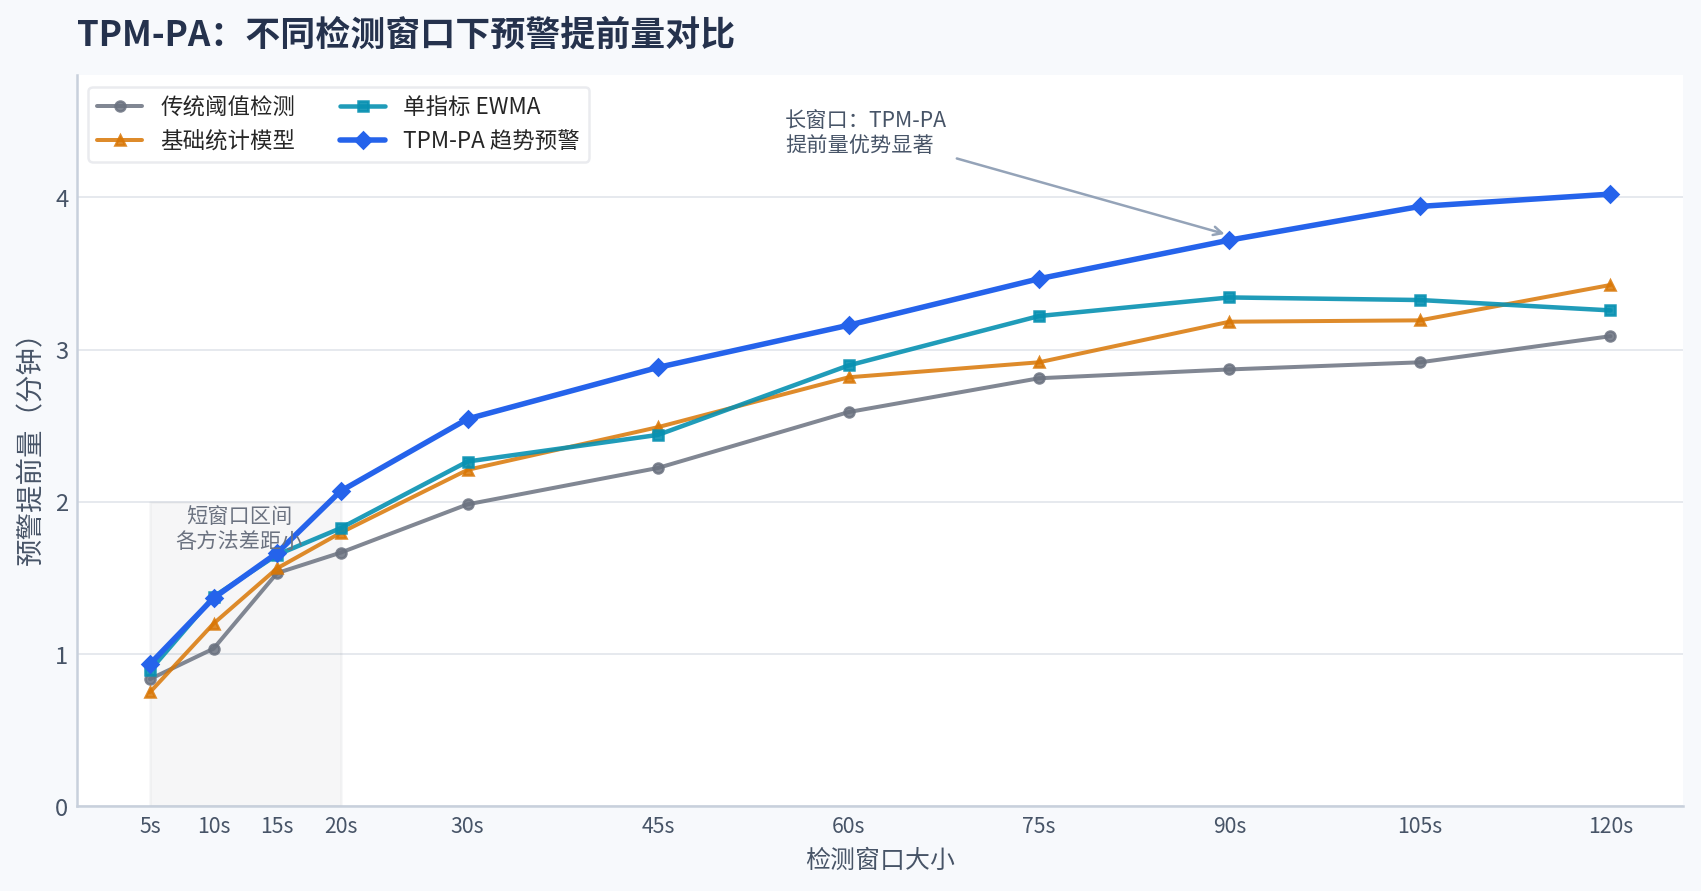 TPM-PA：不同检测窗口下预警提前量对比
传统阈值检测
基础统计模型
单指标 EWMA
TPM-PA 趋势预警
长窗口：TPM-PA
提前量优势显著
短窗口区间
各方法差距小
预警提前量（分钟）
4
3
2
1
0
5s
10s
15s
20s
30s
45s
60s
75s
90s
105s
120s
检测窗口大小